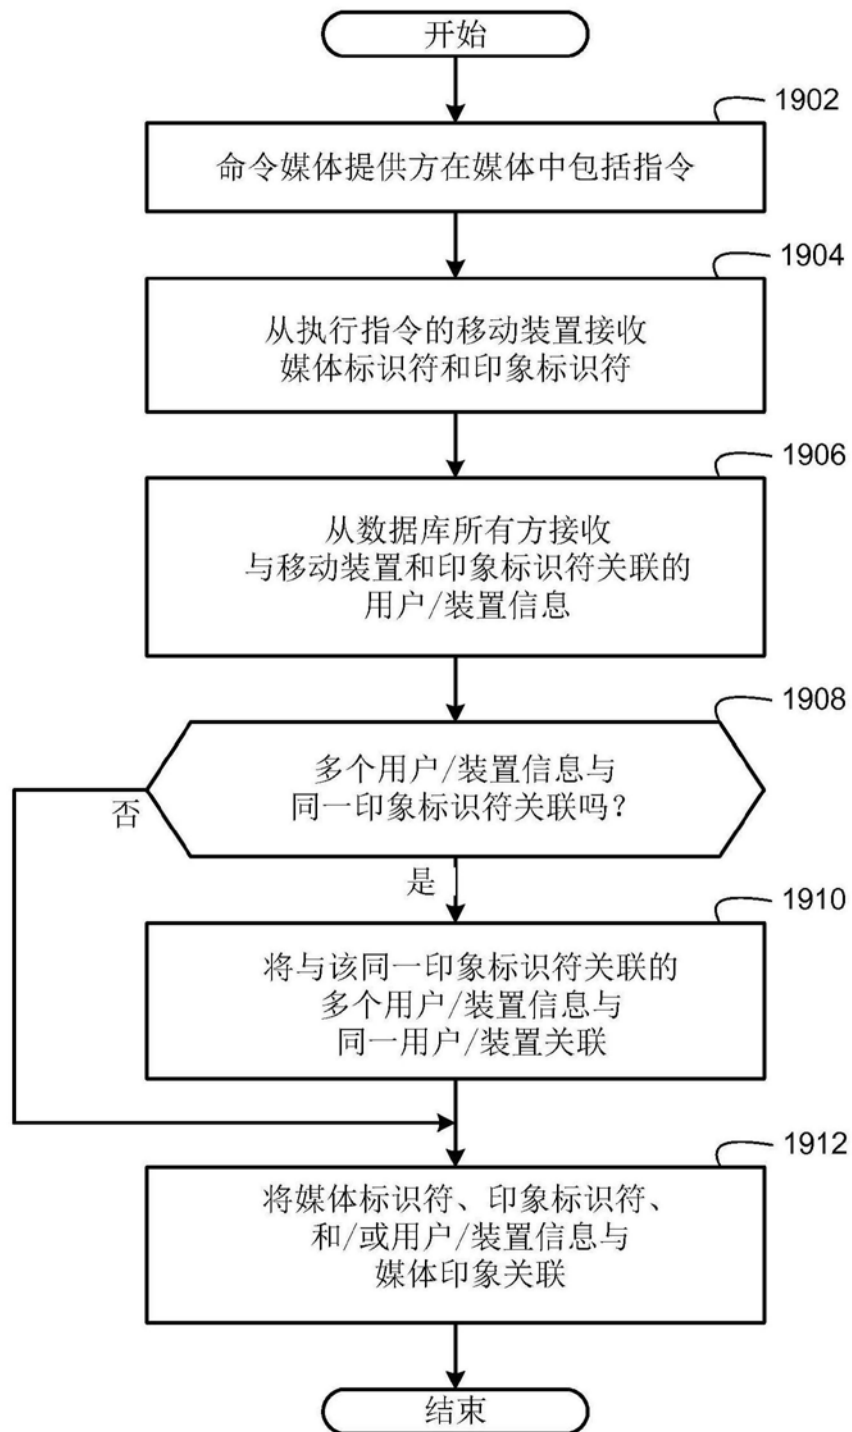 开始
1902
命令媒体提供方在媒体中包括指令
1904
从执行指令的移动装置接收
媒体标识符和印象标识符
1906
从数据库所有方接收
与移动装置和印象标识符关联的
用户/装置信息
1908
多个用户/装置信息与
同一印象标识符关联吗?
否
是
1910
将与该同一印象标识符关联的
多个用户/装置信息与
同一用户/装置关联
1912
将媒体标识符、印象标识符、
和/或用户/装置信息与
媒体印象关联
结束